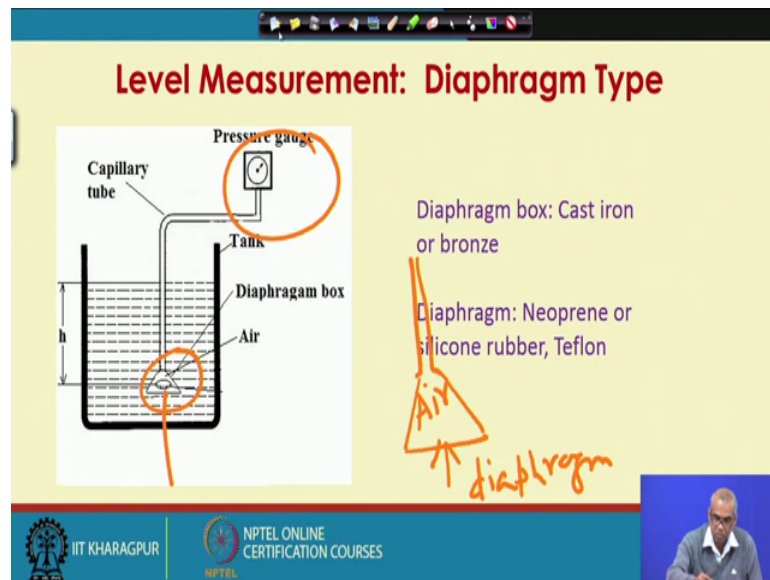 Level Measurement: Diaphragm Type
Pressure gauge
Capillary
tube
Tank
Diaphragam box
Air
h
Diaphragm box: Cast iron
or bronze
Diaphragm: Neoprene or
silicone rubber, Teflon
Air
diaphragm
IIT KHARAGPUR
NPTEL
NPTEL ONLINE
CERTIFICATION COURSES